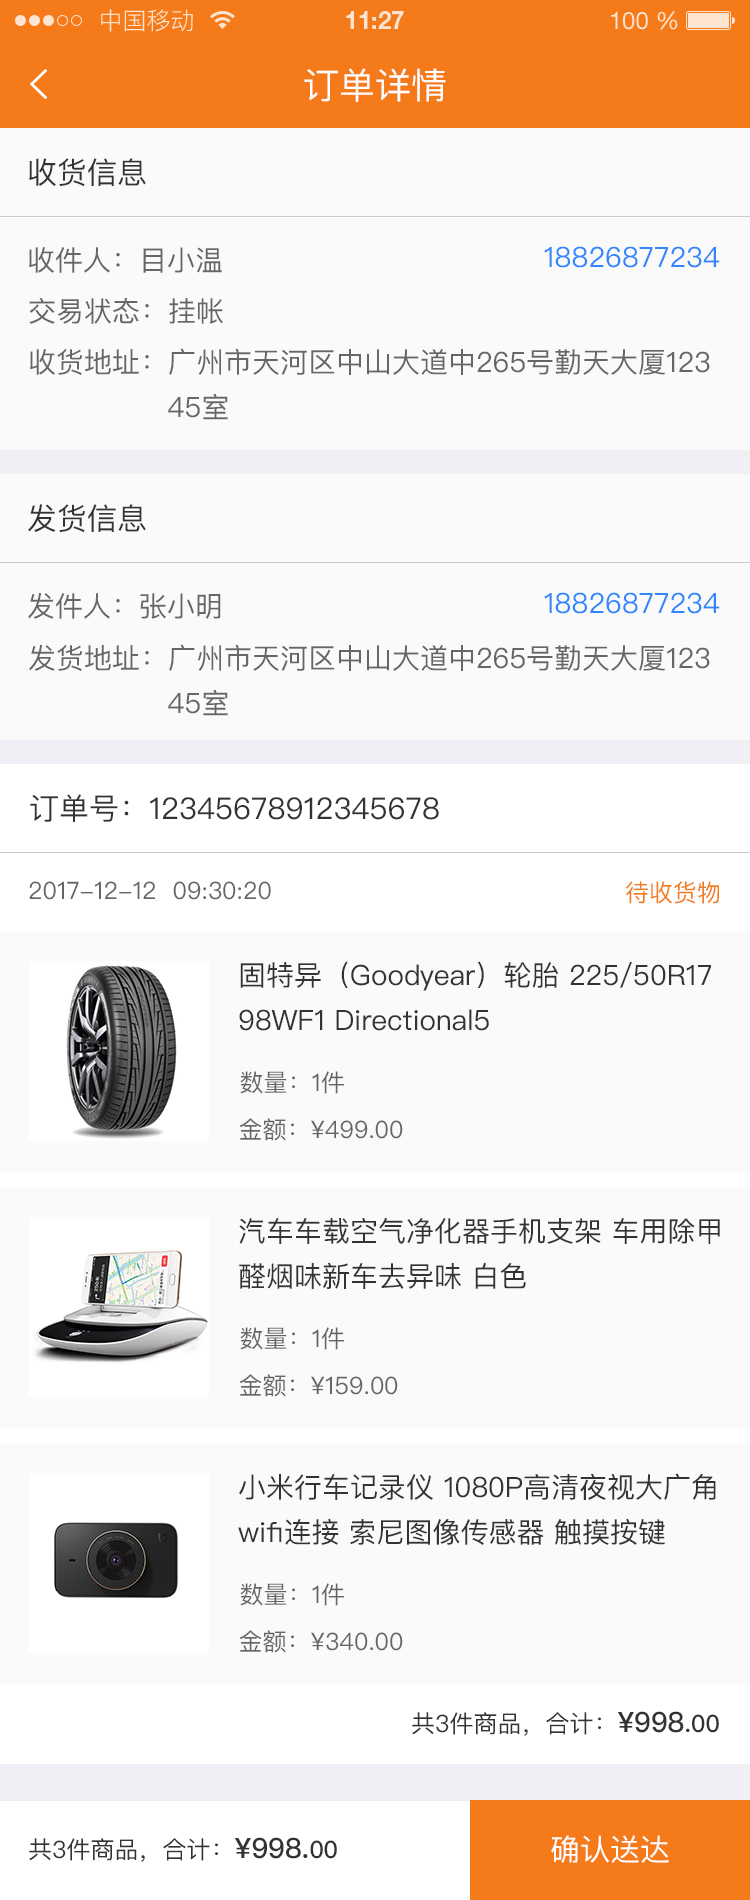 中国移动 11:27 100 %
订单详情
收货信息
收件人：目小温 18826877234
交易状态：挂帐
收货地址：广州市天河区中山大道中265号勤天大厦123
45室
发货信息
发件人：张小明 18826877234
发货地址：广州市天河区中山大道中265号勤天大厦123
45室
订单号：12345678912345678
2017-12-12 09:30:20 待收货物
固特异（Goodyear）轮胎 225/50R17
98WF1 Directional5
数量：1件
金额：¥499.00
汽车车载空气净化器手机支架 车用除甲
醛烟味新车去异味 白色
数量：1件
金额：¥159.00
小米行车记录仪 1080P高清夜视大广角
wifi连接 索尼图像传感器 触摸按键
数量：1件
金额：¥340.00
共3件商品，合计：¥998.00
共3件商品，合计：¥998.00 确认送达